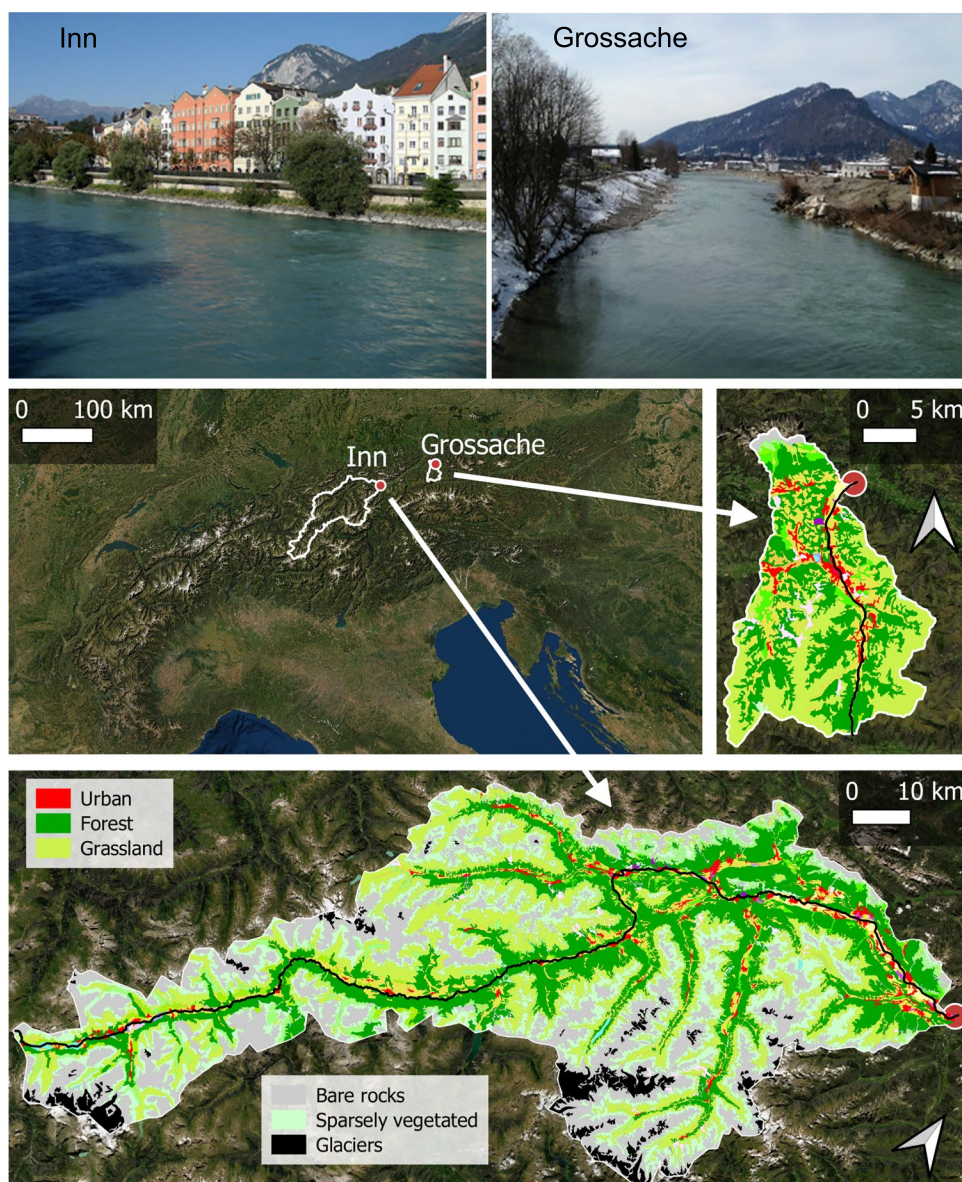 Inn
Grossache
0 100 km
Inn
Grossache
0 5 km
Urban
Forest
Grassland
0 10 km
Bare rocks
Sparsely vegetated
Glaciers